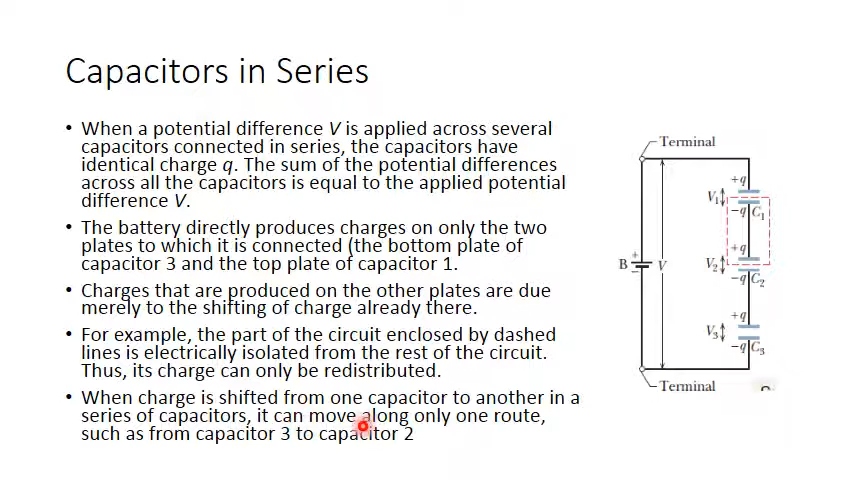 Capacitors in Series
• When a potential difference V is applied across several
capacitors connected in series, the capacitors have
identical charge q. The sum of the potential differences
across all the capacitors is equal to the applied potential
difference V.
• The battery directly produces charges on only the two
plates to which it is connected (the bottom plate of
capacitor 3 and the top plate of capacitor 1.
• Charges that are produced on the other plates are due
merely to the shifting of charge already there.
• For example, the part of the circuit enclosed by dashed
lines is electrically isolated from the rest of the circuit.
Thus, its charge can only be redistributed.
• When charge is shifted from one capacitor to another in a
series of capacitors, it can move along only one route,
such as from capacitor 3 to capacitor 2
Terminal
+q
V₁
−q C₁
+q
B + − V V₂
−q C₂
+q
V₃
−q C₃
Terminal